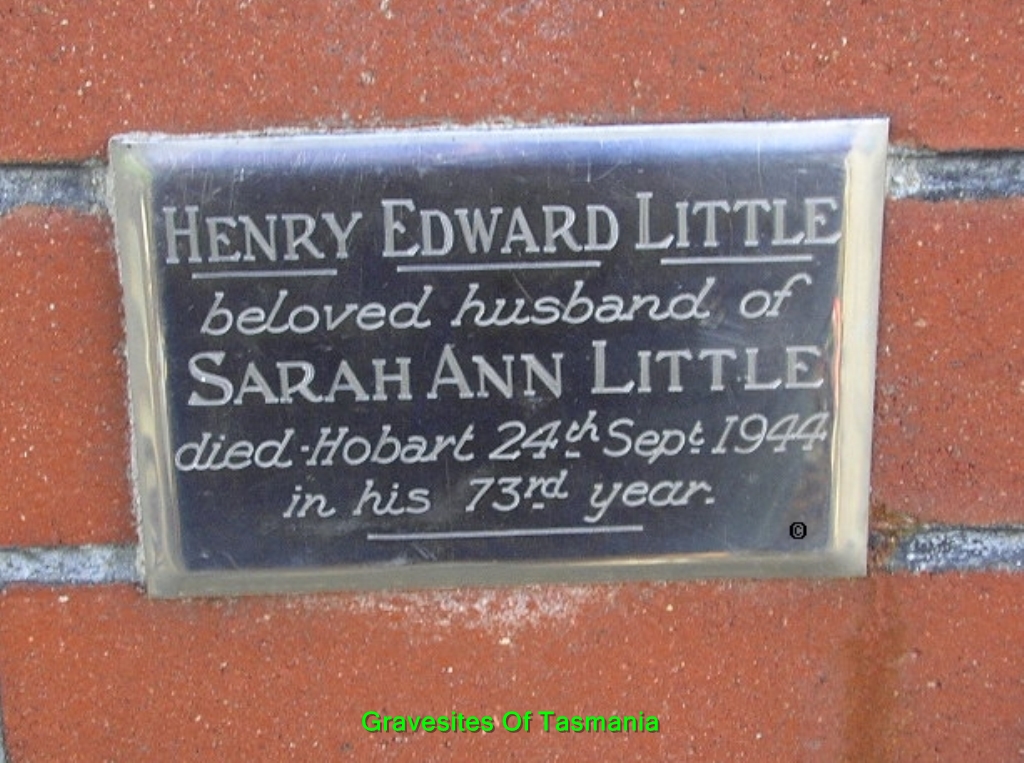 HENRY EDWARD LITTLE
beloved husband of
SARAH ANN LITTLE
died-Hobart 24th Sept. 1944
in his 73rd year.
©
Gravesites Of Tasmania